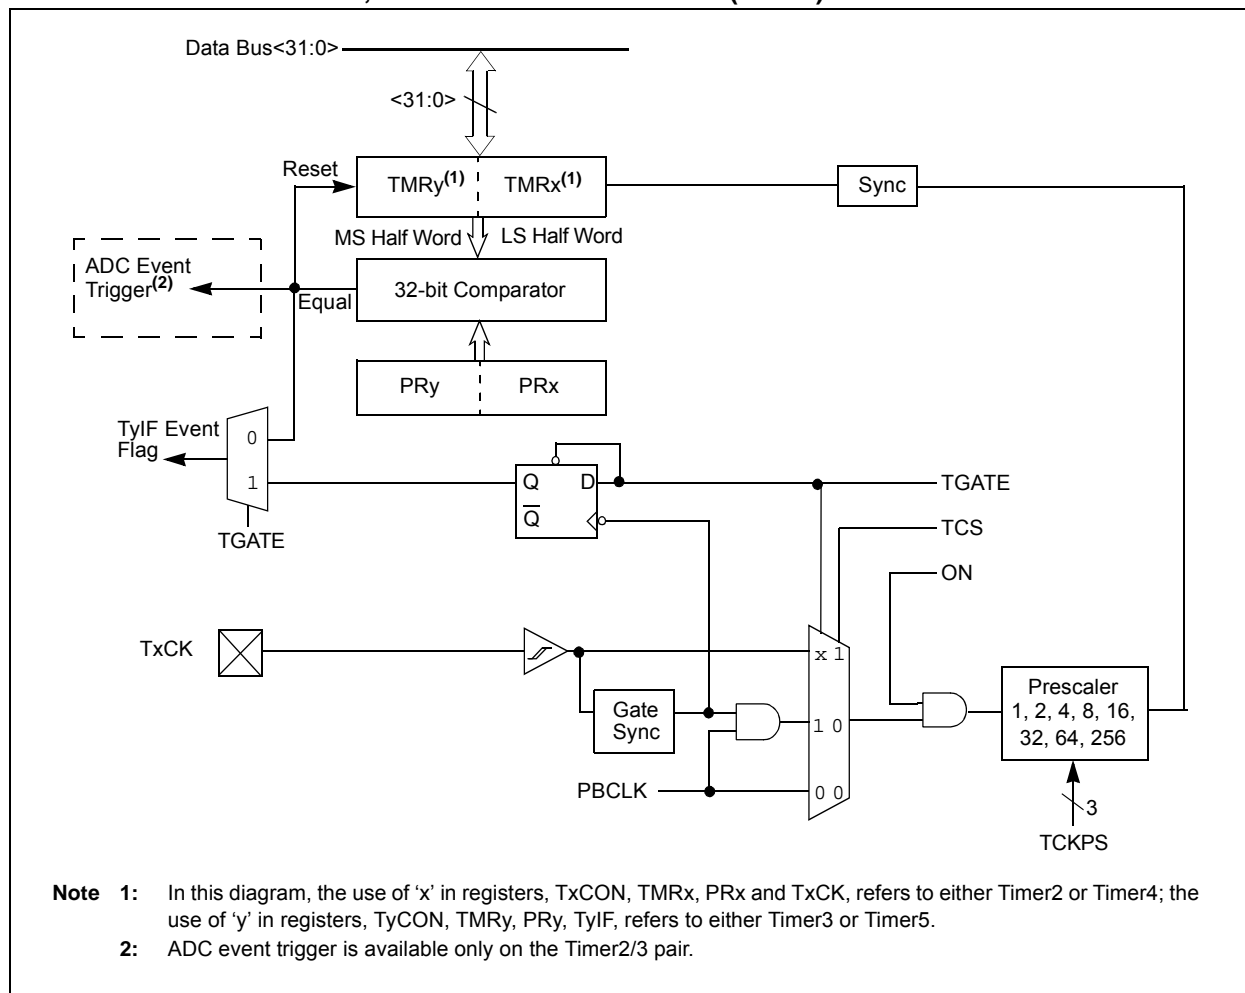 Data Bus<31:0>
<31:0>
Reset
TMRy(1) TMRx(1)
Sync
MS Half Word LS Half Word
ADC Event
Trigger(2)
Equal
32-bit Comparator
PRy PRx
TyIF Event
Flag
0
1
TGATE
Q D
Q
TGATE
TCS
ON
TxCK
x 1
Gate
Sync
1 0
Prescaler
1, 2, 4, 8, 16,
32, 64, 256
PBCLK
0 0
3
TCKPS
Note 1: In this diagram, the use of ‘x’ in registers, TxCON, TMRx, PRx and TxCK, refers to either Timer2 or Timer4; the
use of ‘y’ in registers, TyCON, TMRy, PRy, TyIF, refers to either Timer3 or Timer5.
2: ADC event trigger is available only on the Timer2/3 pair.